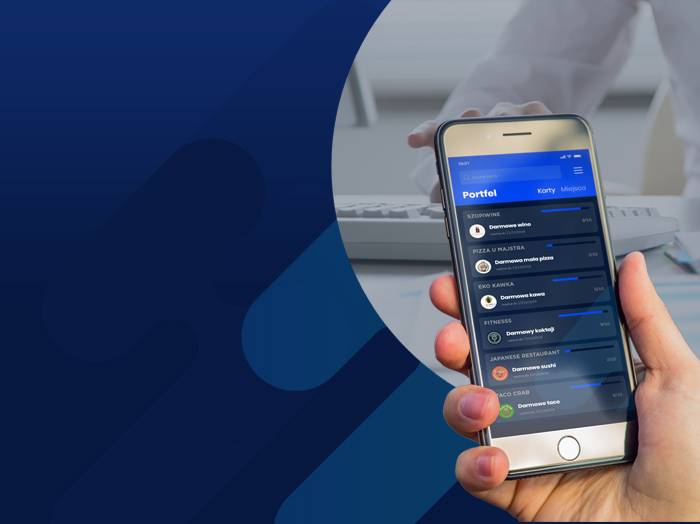 Portfel
Karty Miejsca
SZOPIWINE
Darmowe wino
PIZZA U MAJSTRA
Darmowa mała pizza
EKO KAWKA
Darmowa kawa
FITNESSS
Darmowy koktajl
JAPANESE RESTAURANT
Darmowe sushi
TACO CRAB
Darmowe taco